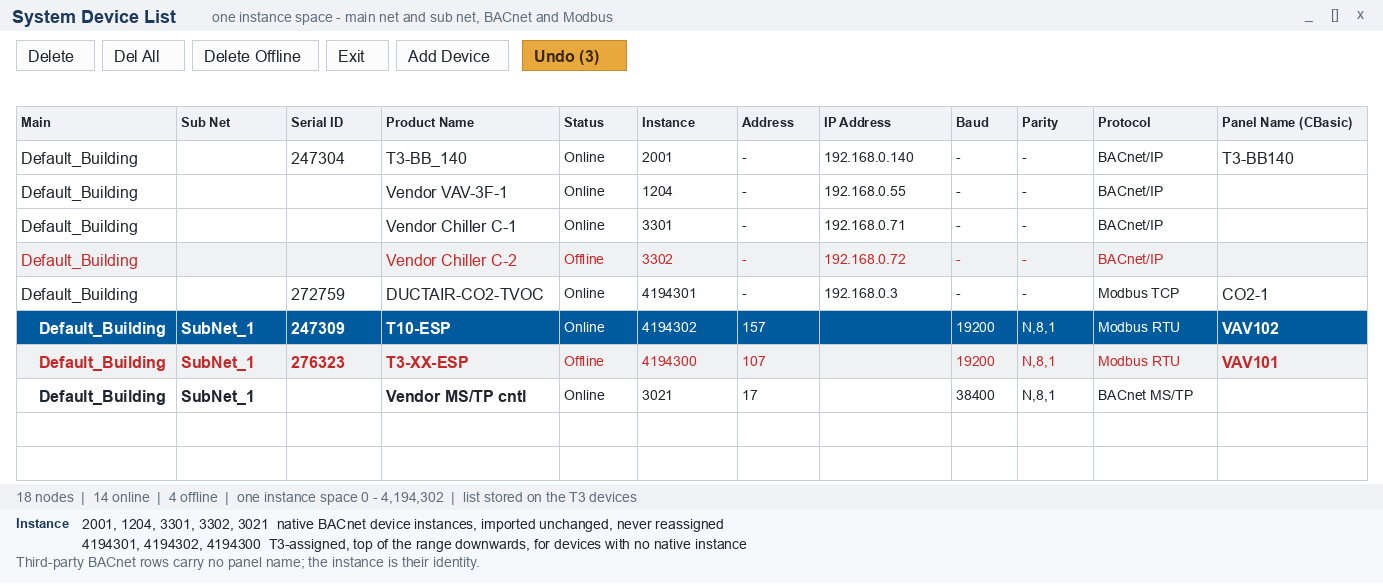 System Device List one instance space - main net and sub net, BACnet and Modbus _ [] x
Delete Del All Delete Offline Exit Add Device Undo (3)
Main Sub Net Serial ID Product Name Status Instance Address IP Address Baud Parity Protocol Panel Name (CBasic)
Default_Building 247304 T3-BB_140 Online 2001 - 192.168.0.140 - - BACnet/IP T3-BB140
Default_Building Vendor VAV-3F-1 Online 1204 - 192.168.0.55 - - BACnet/IP
Default_Building Vendor Chiller C-1 Online 3301 - 192.168.0.71 - - BACnet/IP
Default_Building Vendor Chiller C-2 Offline 3302 - 192.168.0.72 - - BACnet/IP
Default_Building 272759 DUCTAIR-CO2-TVOC Online 4194301 - 192.168.0.3 - - Modbus TCP CO2-1
Default_Building SubNet_1 247309 T10-ESP Online 4194302 157 19200 N,8,1 Modbus RTU VAV102
Default_Building SubNet_1 276323 T3-XX-ESP Offline 4194300 107 19200 N,8,1 Modbus RTU VAV101
Default_Building SubNet_1 Vendor MS/TP cntl Online 3021 17 38400 N,8,1 BACnet MS/TP
18 nodes | 14 online | 4 offline | one instance space 0 - 4,194,302 | list stored on the T3 devices
Instance 2001, 1204, 3301, 3302, 3021 native BACnet device instances, imported unchanged, never reassigned
4194301, 4194302, 4194300 T3-assigned, top of the range downwards, for devices with no native instance
Third-party BACnet rows carry no panel name; the instance is their identity.